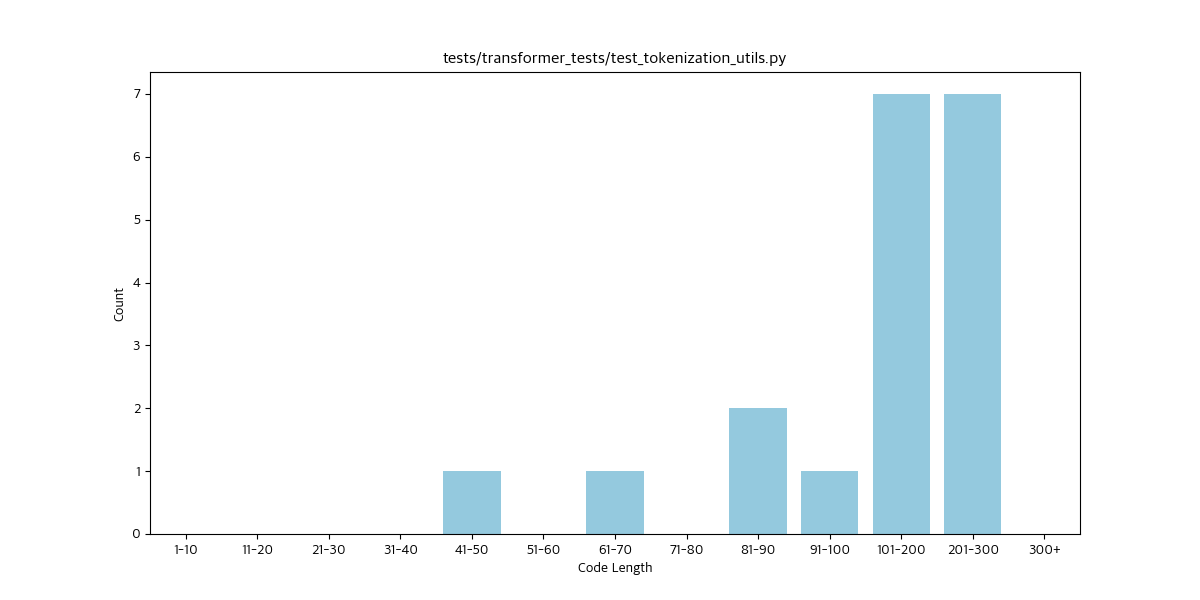 tests/transformer_tests/test_tokenization_utils.py
7
6
5
4
3
2
1
0
Count
1-10 11-20 21-30 31-40 41-50 51-60 61-70 71-80 81-90 91-100 101-200 201-300 300+
Code Length